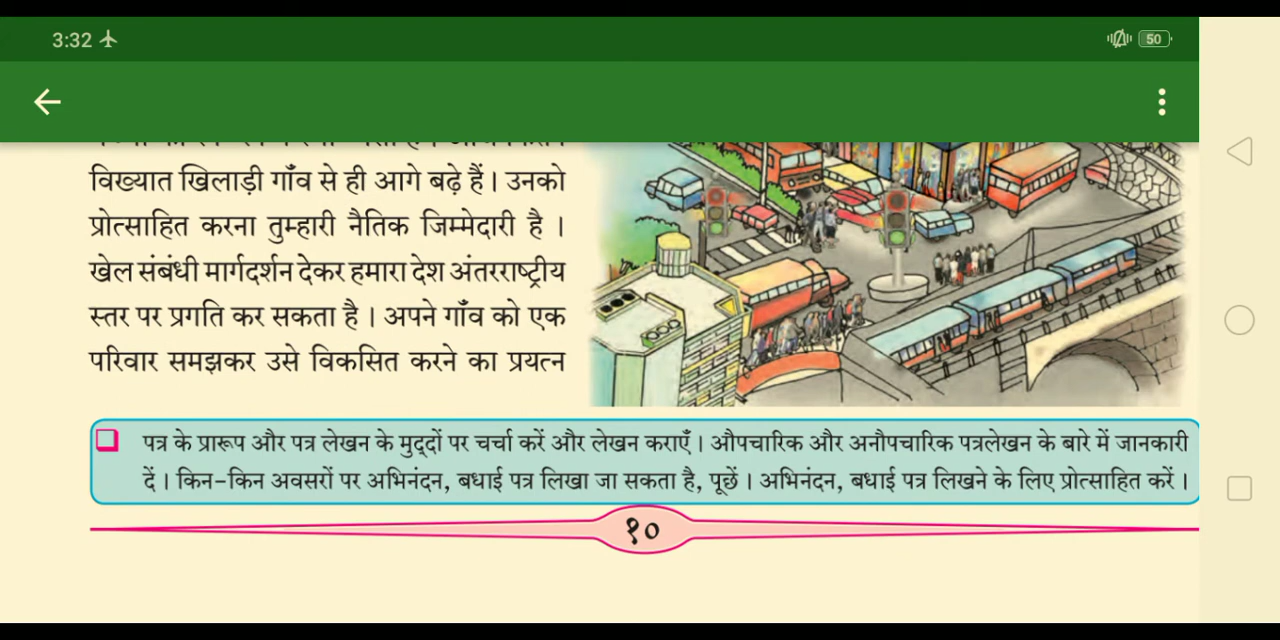 3:32
50
विख्यात खिलाड़ी गाँव से ही आगे बढ़े हैं । उनको
प्रोत्साहित करना तुम्हारी नैतिक जिम्मेदारी है ।
खेल संबंधी मार्गदर्शन देकर हमारा देश अंतरराष्ट्रीय
स्तर पर प्रगति कर सकता है । अपने गाँव को एक
परिवार समझकर उसे विकसित करने का प्रयत्न
पत्र के प्रारूप और पत्र लेखन के मुद्दों पर चर्चा करें और लेखन कराएँ । औपचारिक और अनौपचारिक पत्रलेखन के बारे में जानकारी
दें । किन-किन अवसरों पर अभिनंदन, बधाई पत्र लिखा जा सकता है, पूछें । अभिनंदन, बधाई पत्र लिखने के लिए प्रोत्साहित करें ।
१०